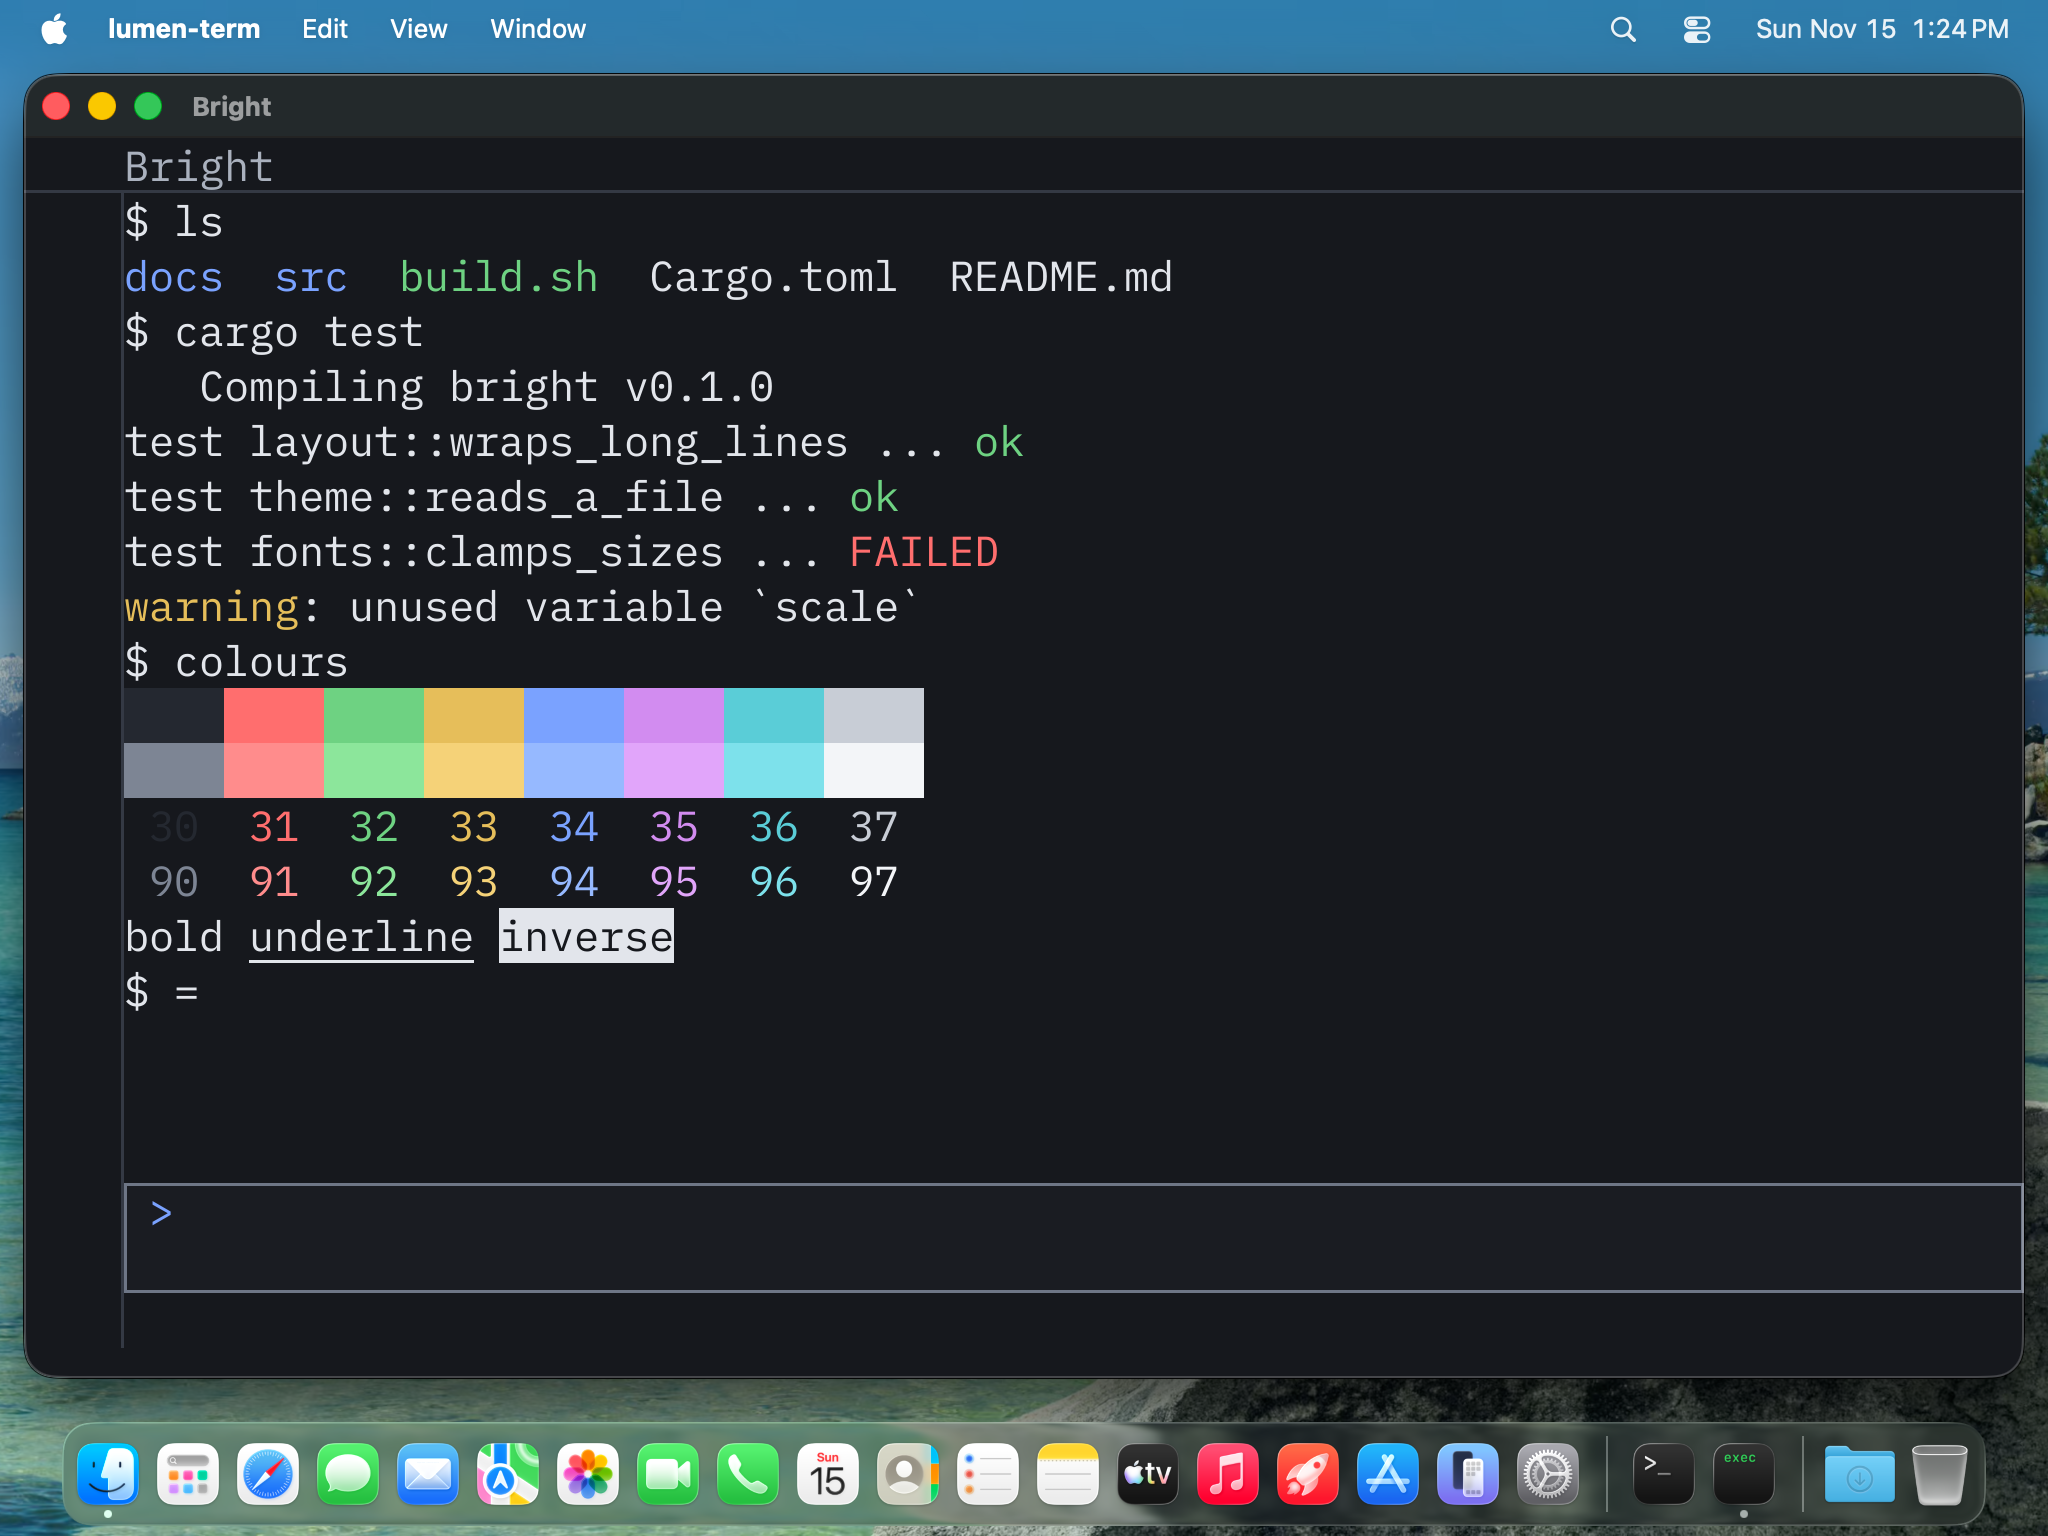 lumen-term Edit View Window Sun Nov 15 1:24 PM
Bright
Bright
$ ls
docs  src  build.sh  Cargo.toml  README.md
$ cargo test
   Compiling bright v0.1.0
test layout::wraps_long_lines ... ok
test theme::reads_a_file ... ok
test fonts::clamps_sizes ... FAILED
warning: unused variable `scale`
$ colours
30 31 32 33 34 35 36 37
90 91 92 93 94 95 96 97
bold underline inverse
$ =
>
Sun
15
tv
>_
exec